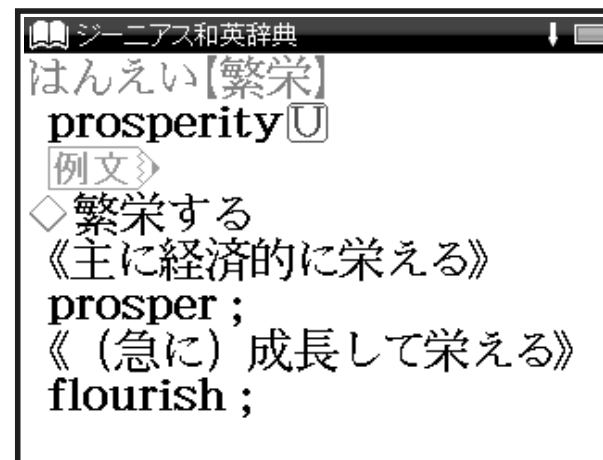 ジーニアス和英辞典
はんえい【繁栄】
prosperity U
例文
◇繁栄する
《主に経済的に栄える》
prosper ;
《（急に）成長して栄える》
flourish ;